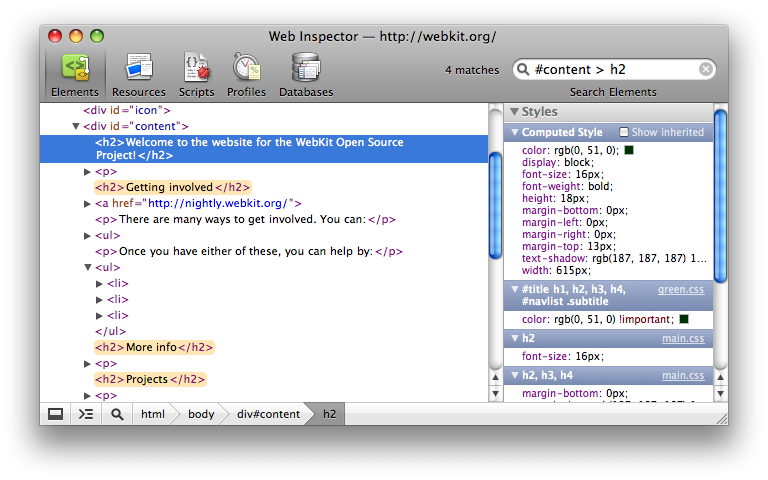 Web Inspector — http://webkit.org/
Elements
Resources
Scripts
Profiles
Databases
4 matches
#content > h2
Search Elements
<div id="icon">
<div id="content">
<h2>Welcome to the website for the WebKit Open Source
Project!</h2>
<p>
<h2>Getting involved</h2>
<a href="http://nightly.webkit.org/">
<p>There are many ways to get involved. You can:</p>
<ul>
<p>Once you have either of these, you can help by:</p>
<ul>
<li>
<li>
<li>
</ul>
<h2>More info</h2>
<p>
<h2>Projects</h2>
<p>
Styles
Computed Style
Show inherited
color: rgb(0, 51, 0);
display: block;
font-size: 16px;
font-weight: bold;
height: 18px;
margin-bottom: 0px;
margin-left: 0px;
margin-right: 0px;
margin-top: 13px;
text-shadow: rgb(187, 187, 187) 1...
width: 615px;
#title h1, h2, h3, h4, green.css
#navlist .subtitle
color: rgb(0, 51, 0) !important;
h2 main.css
font-size: 16px;
h2, h3, h4 main.css
margin-bottom: 0px;
html
body
div#content
h2